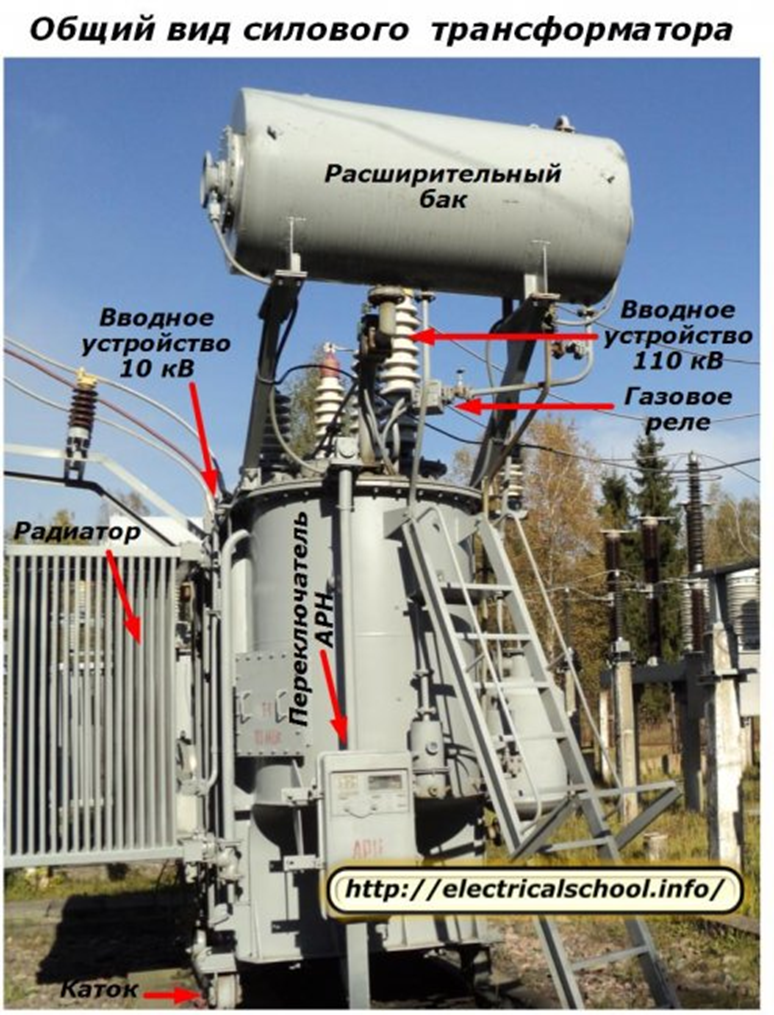 Общий вид силового трансформатора
Расширительный
бак
Вводное
устройство
10 кВ
Вводное
устройство
110 кВ
Газовое
реле
Радиатор
Переключатель
АРН
АРН
http://electricalschool.info/
Каток